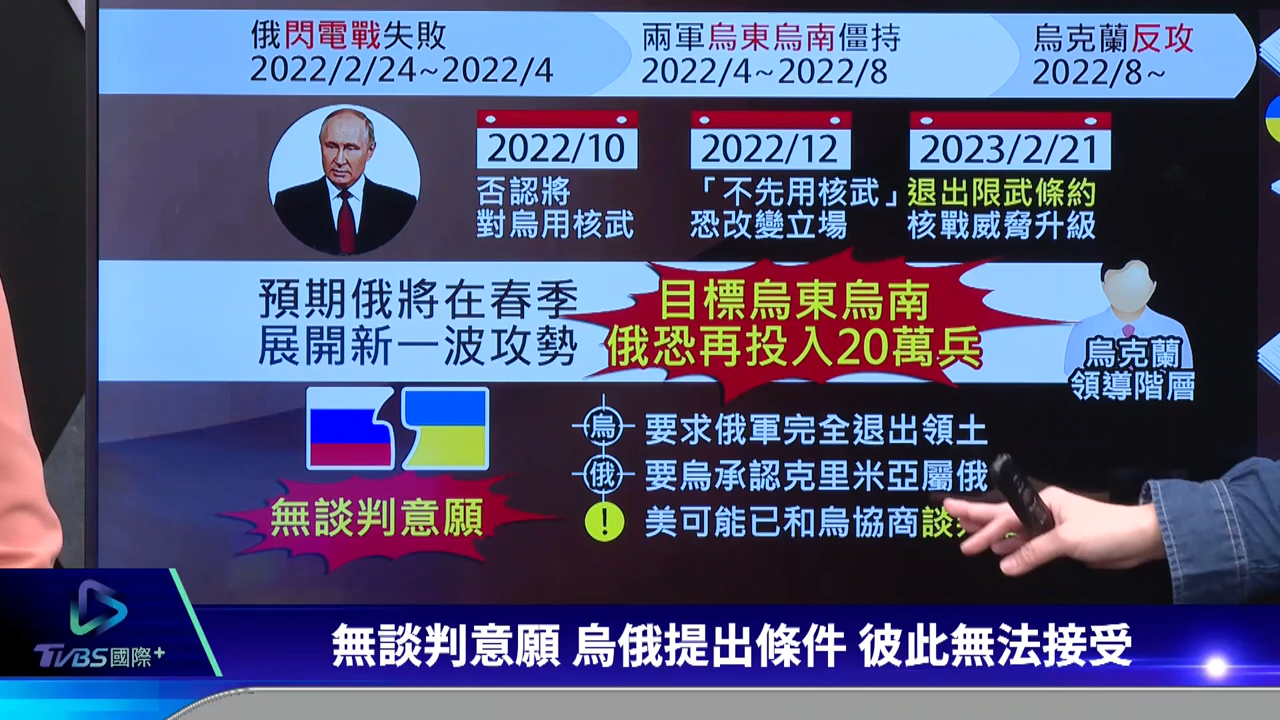 俄閃電戰失敗
2022/2/24~2022/4
兩軍烏東烏南僵持
2022/4~2022/8
烏克蘭反攻
2022/8~
2022/10
否認將
對烏用核武
2022/12
「不先用核武」
恐改變立場
2023/2/21
退出限武條約
核戰威脅升級
預期俄將在春季
展開新一波攻勢
目標烏東烏南
俄恐再投入20萬兵
烏克蘭
領導階層
無談判意願
烏 要求俄軍完全退出領土
俄 要烏承認克里米亞屬俄
! 美可能已和烏協商談
TVBS國際+
無談判意願 烏俄提出條件 彼此無法接受